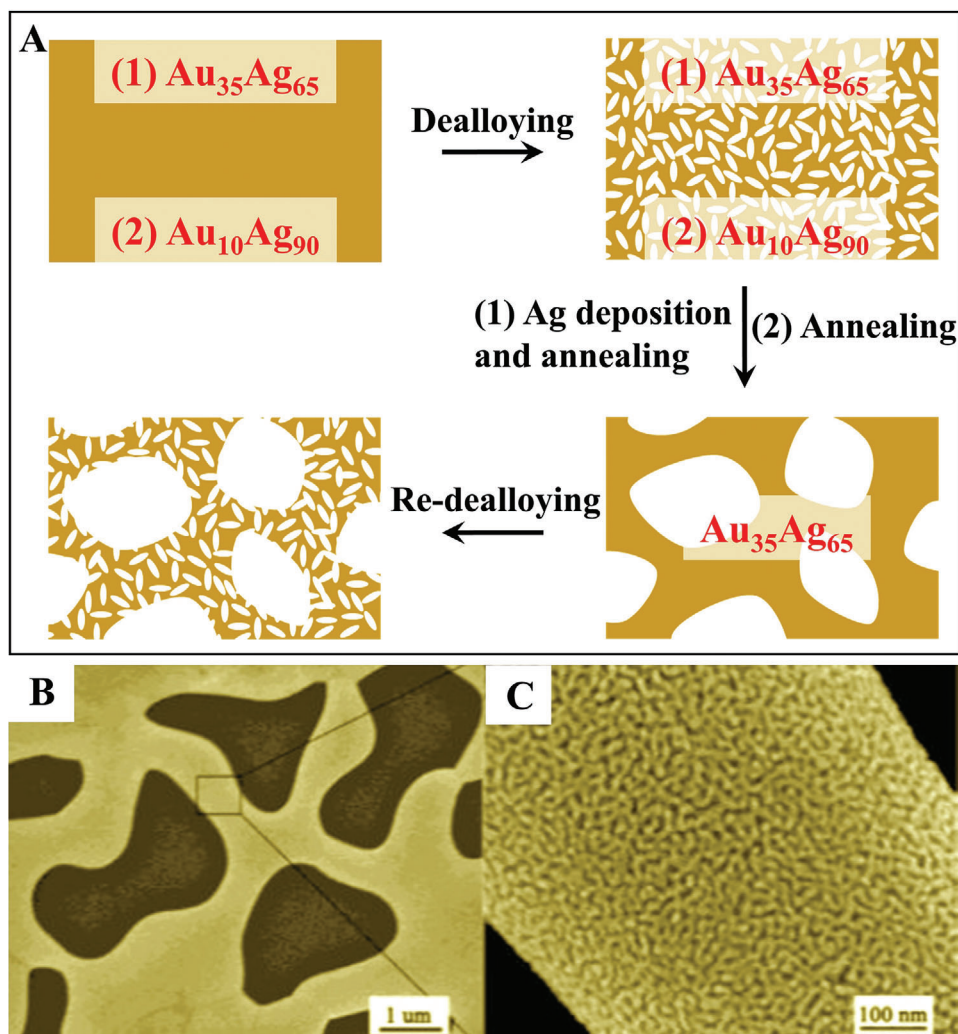 A
(1) Au₃₅Ag₆₅
(2) Au₁₀Ag₉₀
Dealloying
(1) Au₃₅Ag₆₅
(2) Au₁₀Ag₉₀
(1) Ag deposition
and annealing
(2) Annealing
Au₃₅Ag₆₅
Re-dealloying
B
1 um
C
100 nm